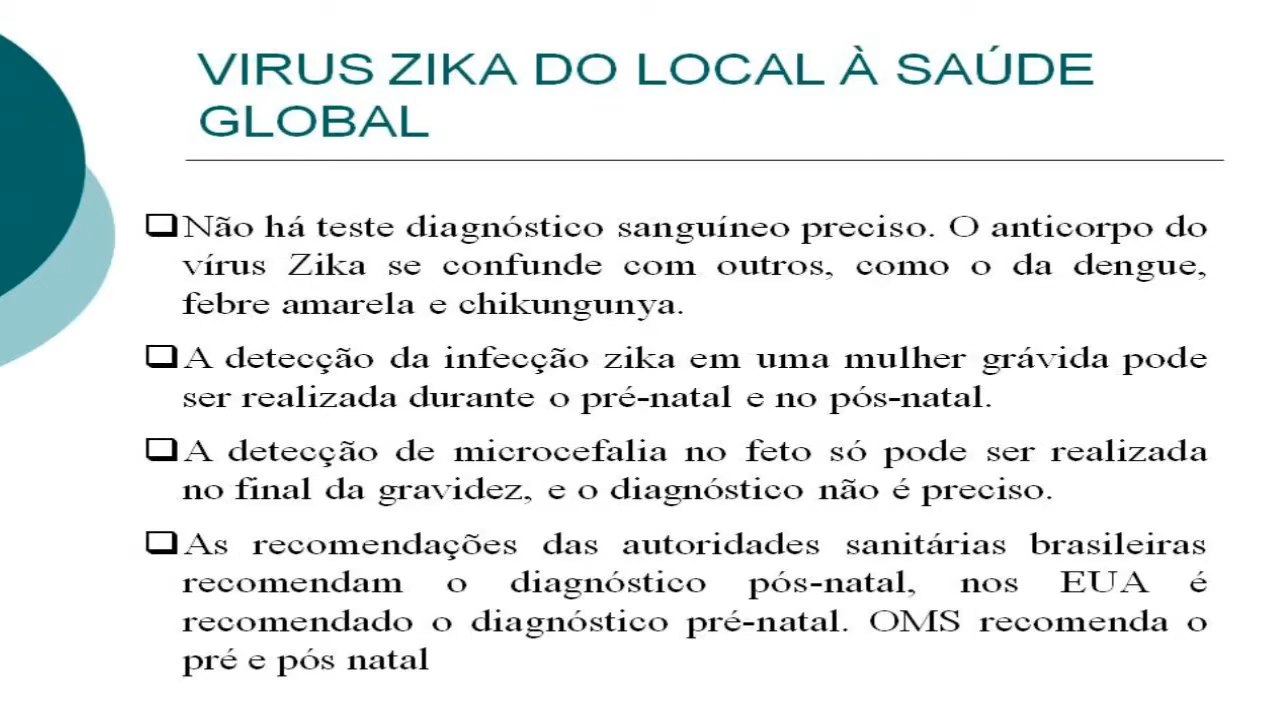 VIRUS ZIKA DO LOCAL À SAÚDE
GLOBAL
Não há teste diagnóstico sanguíneo preciso. O anticorpo do
vírus Zika se confunde com outros, como o da dengue,
febre amarela e chikungunya.
A detecção da infecção zika em uma mulher grávida pode
ser realizada durante o pré-natal e no pós-natal.
A detecção de microcefalia no feto só pode ser realizada
no final da gravidez, e o diagnóstico não é preciso.
As recomendações das autoridades sanitárias brasileiras
recomendam o diagnóstico pós-natal, nos EUA é
recomendado o diagnóstico pré-natal. OMS recomenda o
pré e pós natal